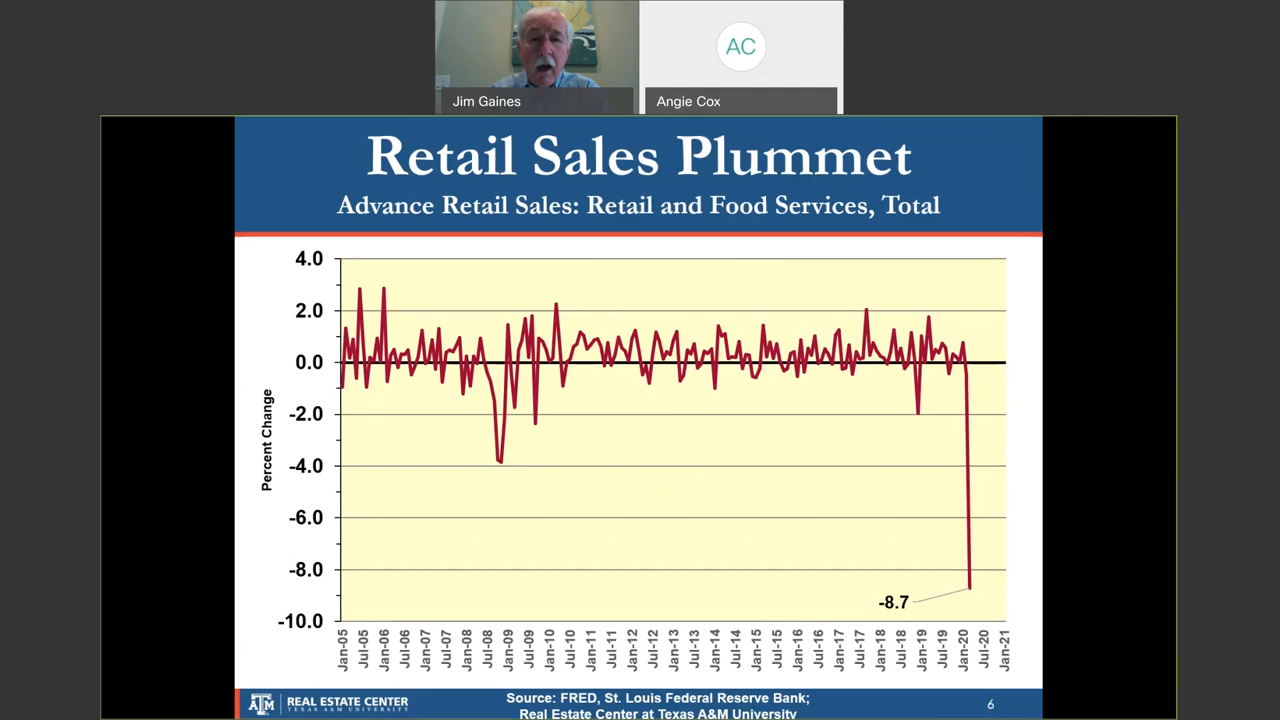 AC
Jim Gaines
Angie Cox
Retail Sales Plummet
Advance Retail Sales: Retail and Food Services, Total
4.0
2.0
0.0
-2.0
-4.0
-6.0
-8.0
-10.0
Percent Change
-8.7
Jan-05
Jul-05
Jan-06
Jul-06
Jan-07
Jul-07
Jan-08
Jul-08
Jan-09
Jul-09
Jan-10
Jul-10
Jan-11
Jul-11
Jan-12
Jul-12
Jan-13
Jul-13
Jan-14
Jul-14
Jan-15
Jul-15
Jan-16
Jul-16
Jan-17
Jul-17
Jan-18
Jul-18
Jan-19
Jul-19
Jan-20
Jul-20
Jan-21
ATM
REAL ESTATE CENTER
TEXAS A&M UNIVERSITY
Source: FRED, St. Louis Federal Reserve Bank;
Real Estate Center at Texas A&M University
6